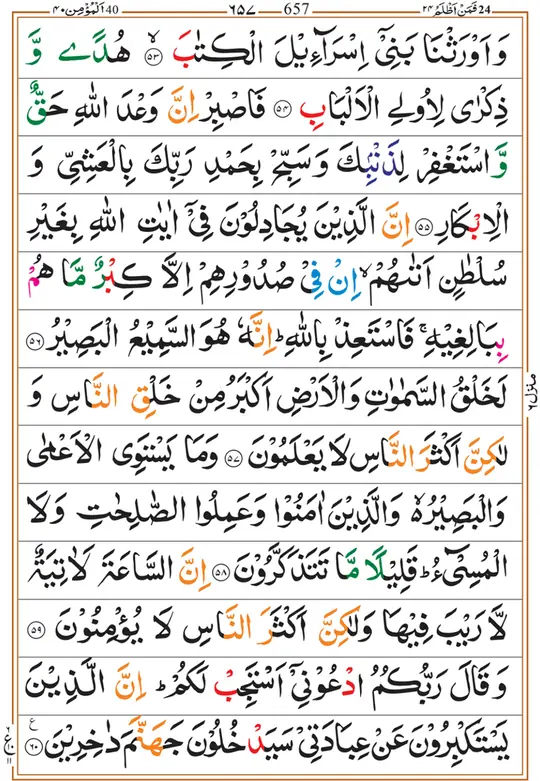 24 فَمَنْ اَظْلَمُ ۲۴ 657 ۶۵۷ 40 اَلْمُؤْمِن ۴۰
وَاَوْرَثْنَا بَنِیْۤ اِسْرَآءِیْلَ الْكِتٰبَ ۙ﴿۵۳﴾ هُدًی وَّ
ذِكْرٰی لِاُولِی الْاَلْبَابِ ﴿۵۴﴾ فَاصْبِرْ اِنَّ وَعْدَ اللّٰهِ حَقٌّ
وَّاسْتَغْفِرْ لِذَنْۢبِكَ وَسَبِّحْ بِحَمْدِ رَبِّكَ بِالْعَشِیِّ وَ
الْاِبْكَارِ ﴿۵۵﴾ اِنَّ الَّذِیْنَ یُجَادِلُوْنَ فِیْۤ اٰیٰتِ اللّٰهِ بِغَیْرِ
سُلْطٰنٍ اَتٰىهُمْ ۙ اِنْ فِیْ صُدُوْرِهِمْ اِلَّا كِبْرٌ مَّا هُمْ
بِبَالِغِیْهِ ۚ فَاسْتَعِذْ بِاللّٰهِ ؕ اِنَّهٗ هُوَ السَّمِیْعُ الْبَصِیْرُ ﴿۵۶﴾
لَخَلْقُ السَّمٰوٰتِ وَالْاَرْضِ اَكْبَرُ مِنْ خَلْقِ النَّاسِ وَ
لٰكِنَّ اَكْثَرَ النَّاسِ لَا یَعْلَمُوْنَ ﴿۵۷﴾ وَمَا یَسْتَوِی الْاَعْمٰی
وَالْبَصِیْرُ ۙ۬ وَالَّذِیْنَ اٰمَنُوْا وَعَمِلُوا الصّٰلِحٰتِ وَلَا
الْمُسِیْٓءُ ؕ قَلِیْلًا مَّا تَتَذَكَّرُوْنَ ﴿۵۸﴾ اِنَّ السَّاعَةَ لَاٰتِیَةٌ
لَّا رَیْبَ فِیْهَا وَلٰكِنَّ اَكْثَرَ النَّاسِ لَا یُؤْمِنُوْنَ ﴿۵۹﴾
وَقَالَ رَبُّكُمُ ادْعُوْنِیْۤ اَسْتَجِبْ لَكُمْ ؕ اِنَّ الَّذِیْنَ
یَسْتَكْبِرُوْنَ عَنْ عِبَادَتِیْ سَیَدْخُلُوْنَ جَهَنَّمَ دٰخِرِیْنَ ﴿۶۰﴾ع
منزل ۶